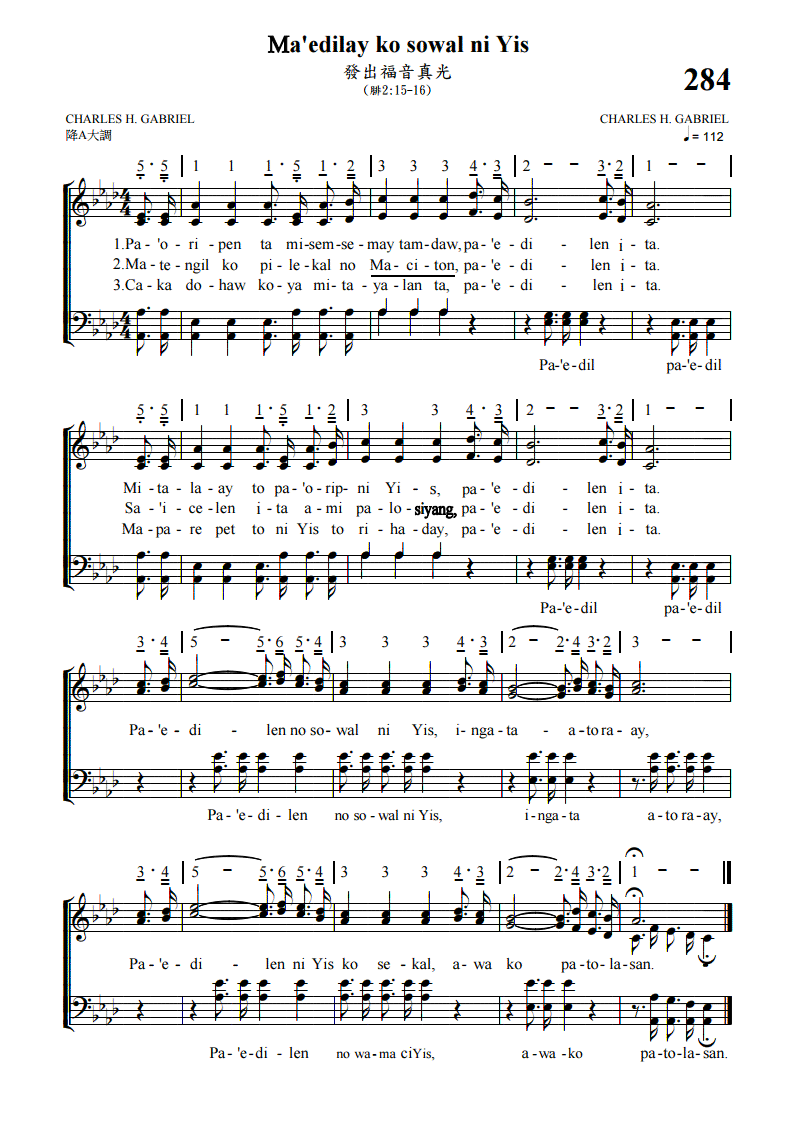 Ma'edilay ko sowal ni Yis
發出福音真光
(腓2:15-16)
284
CHARLES H. GABRIEL
CHARLES H. GABRIEL
降A大調
= 112
5 · 5 | 1 1 1 · 5 1 · 2 | 3 3 3 4 · 3 | 2 − − 3 · 2 | 1 − − |
4 4
1.Pa-'o-ri-pen ta mi-sem-se-may tam-daw, pa-'e-di-len i-ta.
2.Ma-te-ngil ko pi-le-kal no Ma-ci-ton, pa-'e-di-len i-ta.
3.Ca-ka do-haw ko-ya mi-ta-ya-lan ta, pa-'e-di-len i-ta.
4 4
Pa-'e-dil pa-'e-dil
5 · 5 | 1 1 1 · 5 1 · 2 | 3 3 4 · 3 | 2 − − 3 · 2 | 1 − − |
Mi-ta-la-ay to pa-'o-rip-ni Yi-s, pa-'e-di-len i-ta.
Sa-'i-ce-len i-ta a-mi pa-lo-siyang, pa-'e-di-len i-ta.
Ma-pa-re pet to ni Yis to ri-ha-day, pa-'e-di-len i-ta.
Pa-'e-dil pa-'e-dil
3 · 4 | 5 − 5 · 6 5 · 4 | 3 3 3 4 · 3 | 2 − 2 · 4 3 · 2 | 3 − − |
Pa-'e-di-len no so-wal ni Yis, i-nga-ta-a-to ra-ay,
Pa-'e-di-len no so-wal ni Yis, i-nga-ta a-to ra-ay,
3 · 4 | 5 − 5 · 6 5 · 4 | 3 3 3 4 · 3 | 2 − 2 · 4 3 · 2 | 1 −
Pa-'e-di-len ni Yis ko se-kal, a-wa ko pa-to-la-san.
Pa-'e-di-len no wa-ma ciYis, a-wa-ko pa-to-la-san.